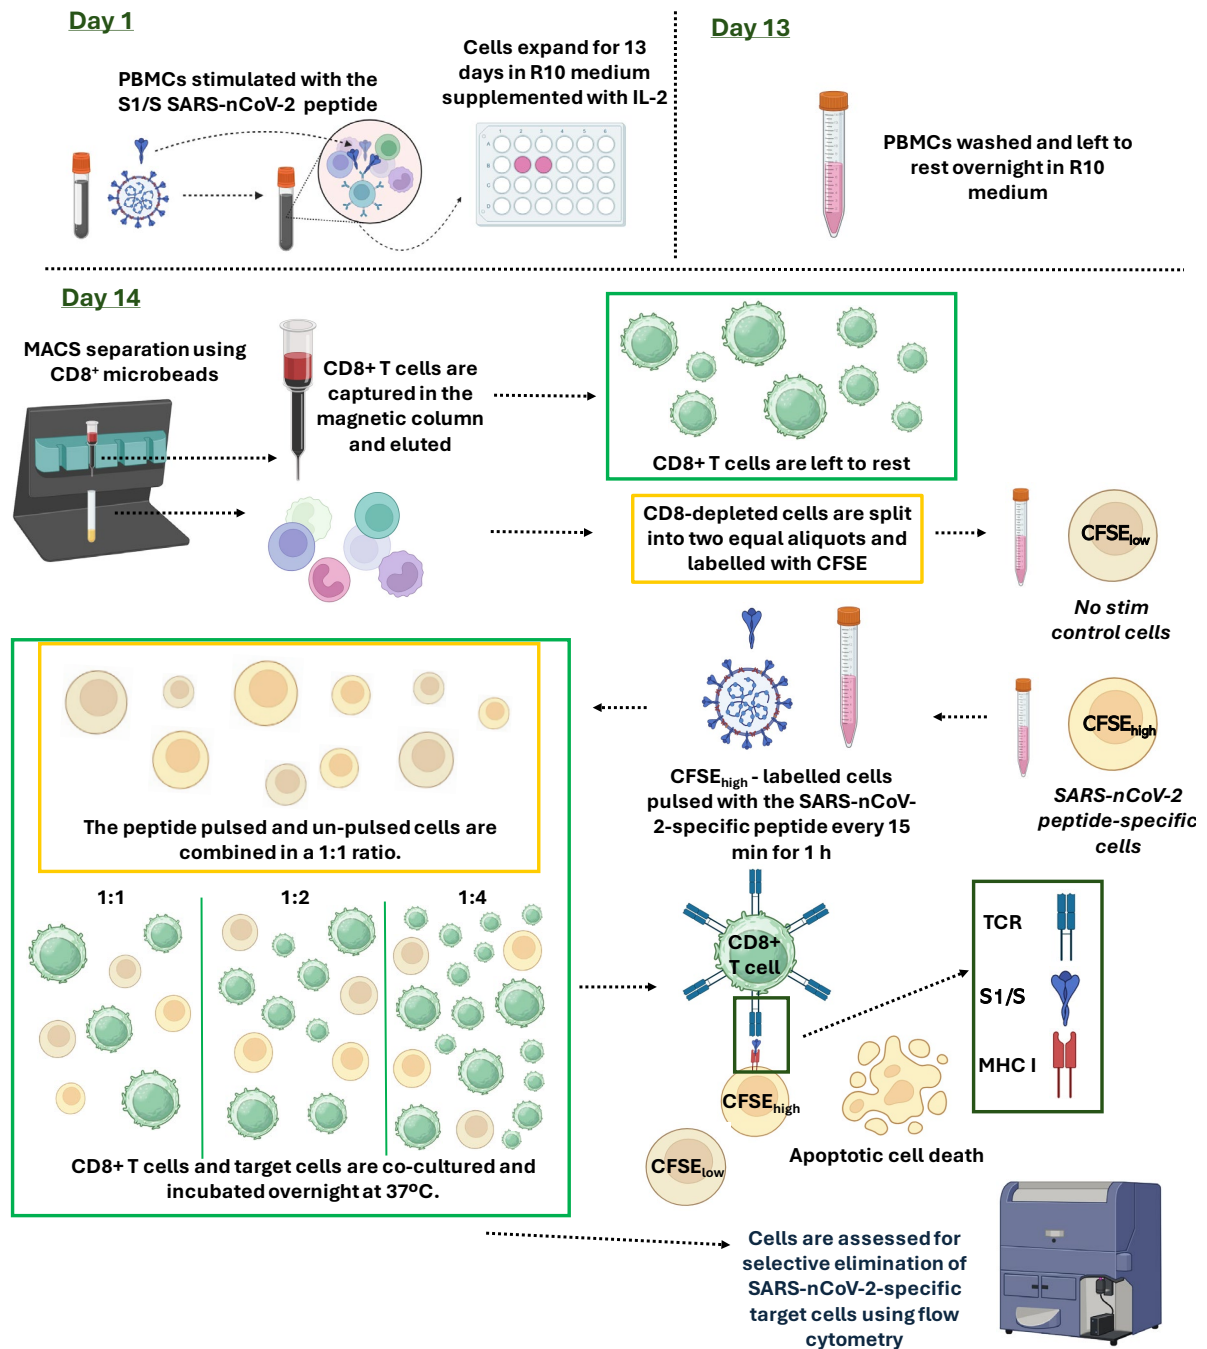 Day 1
PBMCs stimulated with the
S1/S SARS-nCoV-2 peptide
Cells expand for 13
days in R10 medium
supplemented with IL-2
1 2 3 4 5 6
A
B
C
D
Day 13
PBMCs washed and left to
rest overnight in R10
medium
Day 14
MACS separation using
CD8⁺ microbeads
CD8+ T cells are
captured in the
magnetic column
and eluted
CD8+ T cells are left to rest
CD8-depleted cells are split
into two equal aliquots and
labelled with CFSE
CFSElow
No stim
control cells
CFSEhigh
SARS-nCoV-2
peptide-specific
cells
CFSEhigh - labelled cells
pulsed with the SARS-nCoV-
2-specific peptide every 15
min for 1 h
The peptide pulsed and un-pulsed cells are
combined in a 1:1 ratio.
1:1
1:2
1:4
CD8+ T cells and target cells are co-cultured and
incubated overnight at 37ºC.
CD8+
T cell
CFSEhigh
CFSElow
Apoptotic cell death
TCR
S1/S
MHC I
Cells are assessed for
selective elimination of
SARS-nCoV-2-specific
target cells using flow
cytometry